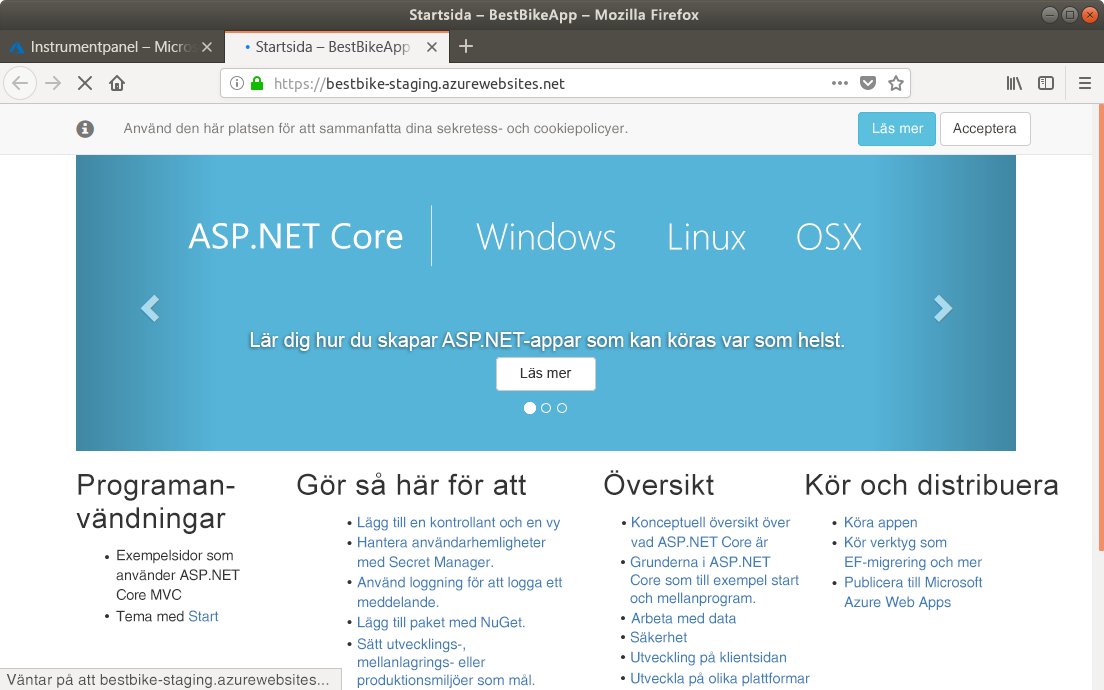 Startsida – BestBikeApp – Mozilla Firefox
Instrumentpanel – Micros
Startsida – BestBikeApp
https://bestbike-staging.azurewebsites.net
Använd den här platsen för att sammanfatta dina sekretess- och cookiepolicyer.
Läs mer
Acceptera
ASP.NET Core
Windows
Linux
OSX
Lär dig hur du skapar ASP.NET-appar som kan köras var som helst.
Läs mer
Programan-
vändningar
• Exempelsidor som
använder ASP.NET
Core MVC
• Tema med Start
Gör så här för att
• Lägg till en kontrollant och en vy
• Hantera användarhemligheter
med Secret Manager.
• Använd loggning för att logga ett
meddelande.
• Lägg till paket med NuGet.
• Sätt utvecklings-,
mellanlagrings- eller
produktionsmiljöer som mål.
Översikt
• Konceptuell översikt över
vad ASP.NET Core är
• Grunderna i ASP.NET
Core som till exempel start
och mellanprogram.
• Arbeta med data
• Säkerhet
• Utveckling på klientsidan
• Utveckla på olika plattformar
Kör och distribuera
• Köra appen
• Kör verktyg som
EF-migrering och mer
• Publicera till Microsoft
Azure Web Apps
Väntar på att bestbike-staging.azurewebsites...